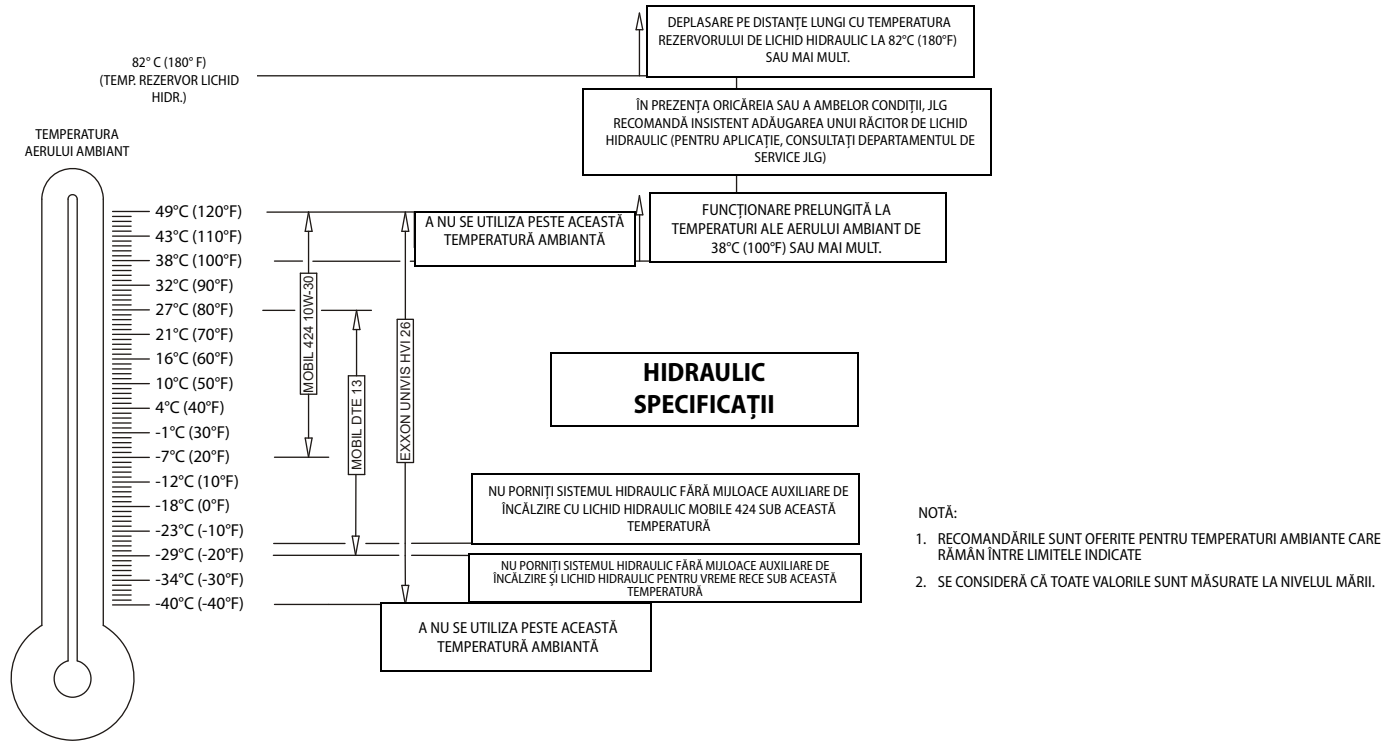 DEPLASARE PE DISTANȚE LUNGI CU TEMPERATURA
REZERVORULUI DE LICHID HIDRAULIC LA 82°C (180°F)
SAU MAI MULT.
82° C (180° F)
(TEMP. REZERVOR LICHID
HIDR.)
ÎN PREZENȚA ORICĂREIA SAU A AMBELOR CONDIȚII, JLG
RECOMANDĂ INSISTENT ADĂUGAREA UNUI RĂCITOR DE LICHID
HIDRAULIC (PENTRU APLICAȚIE, CONSULTAȚI DEPARTAMENTUL DE
SERVICE JLG)
TEMPERATURA
AERULUI AMBIANT
49°C (120°F)
43°C (110°F)
38°C (100°F)
32°C (90°F)
27°C (80°F)
21°C (70°F)
16°C (60°F)
10°C (50°F)
4°C (40°F)
-1°C (30°F)
-7°C (20°F)
-12°C (10°F)
-18°C (0°F)
-23°C (-10°F)
-29°C (-20°F)
-34°C (-30°F)
-40°C (-40°F)
MOBIL 424 10W-30
MOBIL DTE 13
EXXON UNIVIS HVI 26
A NU SE UTILIZA PESTE ACEASTĂ
TEMPERATURĂ AMBIANTĂ
FUNCȚIONARE PRELUNGITĂ LA
TEMPERATURI ALE AERULUI AMBIANT DE
38°C (100°F) SAU MAI MULT.
HIDRAULIC
SPECIFICAȚII
NU PORNIȚI SISTEMUL HIDRAULIC FĂRĂ MIJLOACE AUXILIARE DE
ÎNCĂLZIRE CU LICHID HIDRAULIC MOBILE 424 SUB ACEASTĂ
TEMPERATURĂ
NU PORNIȚI SISTEMUL HIDRAULIC FĂRĂ MIJLOACE AUXILIARE DE
ÎNCĂLZIRE ȘI LICHID HIDRAULIC PENTRU VREME RECE SUB ACEASTĂ
TEMPERATURĂ
A NU SE UTILIZA PESTE ACEASTĂ
TEMPERATURĂ AMBIANTĂ
NOTĂ:
1. RECOMANDĂRILE SUNT OFERITE PENTRU TEMPERATURI AMBIANTE CARE
RĂMÂN ÎNTRE LIMITELE INDICATE
2. SE CONSIDERĂ CĂ TOATE VALORILE SUNT MĂSURATE LA NIVELUL MĂRII.